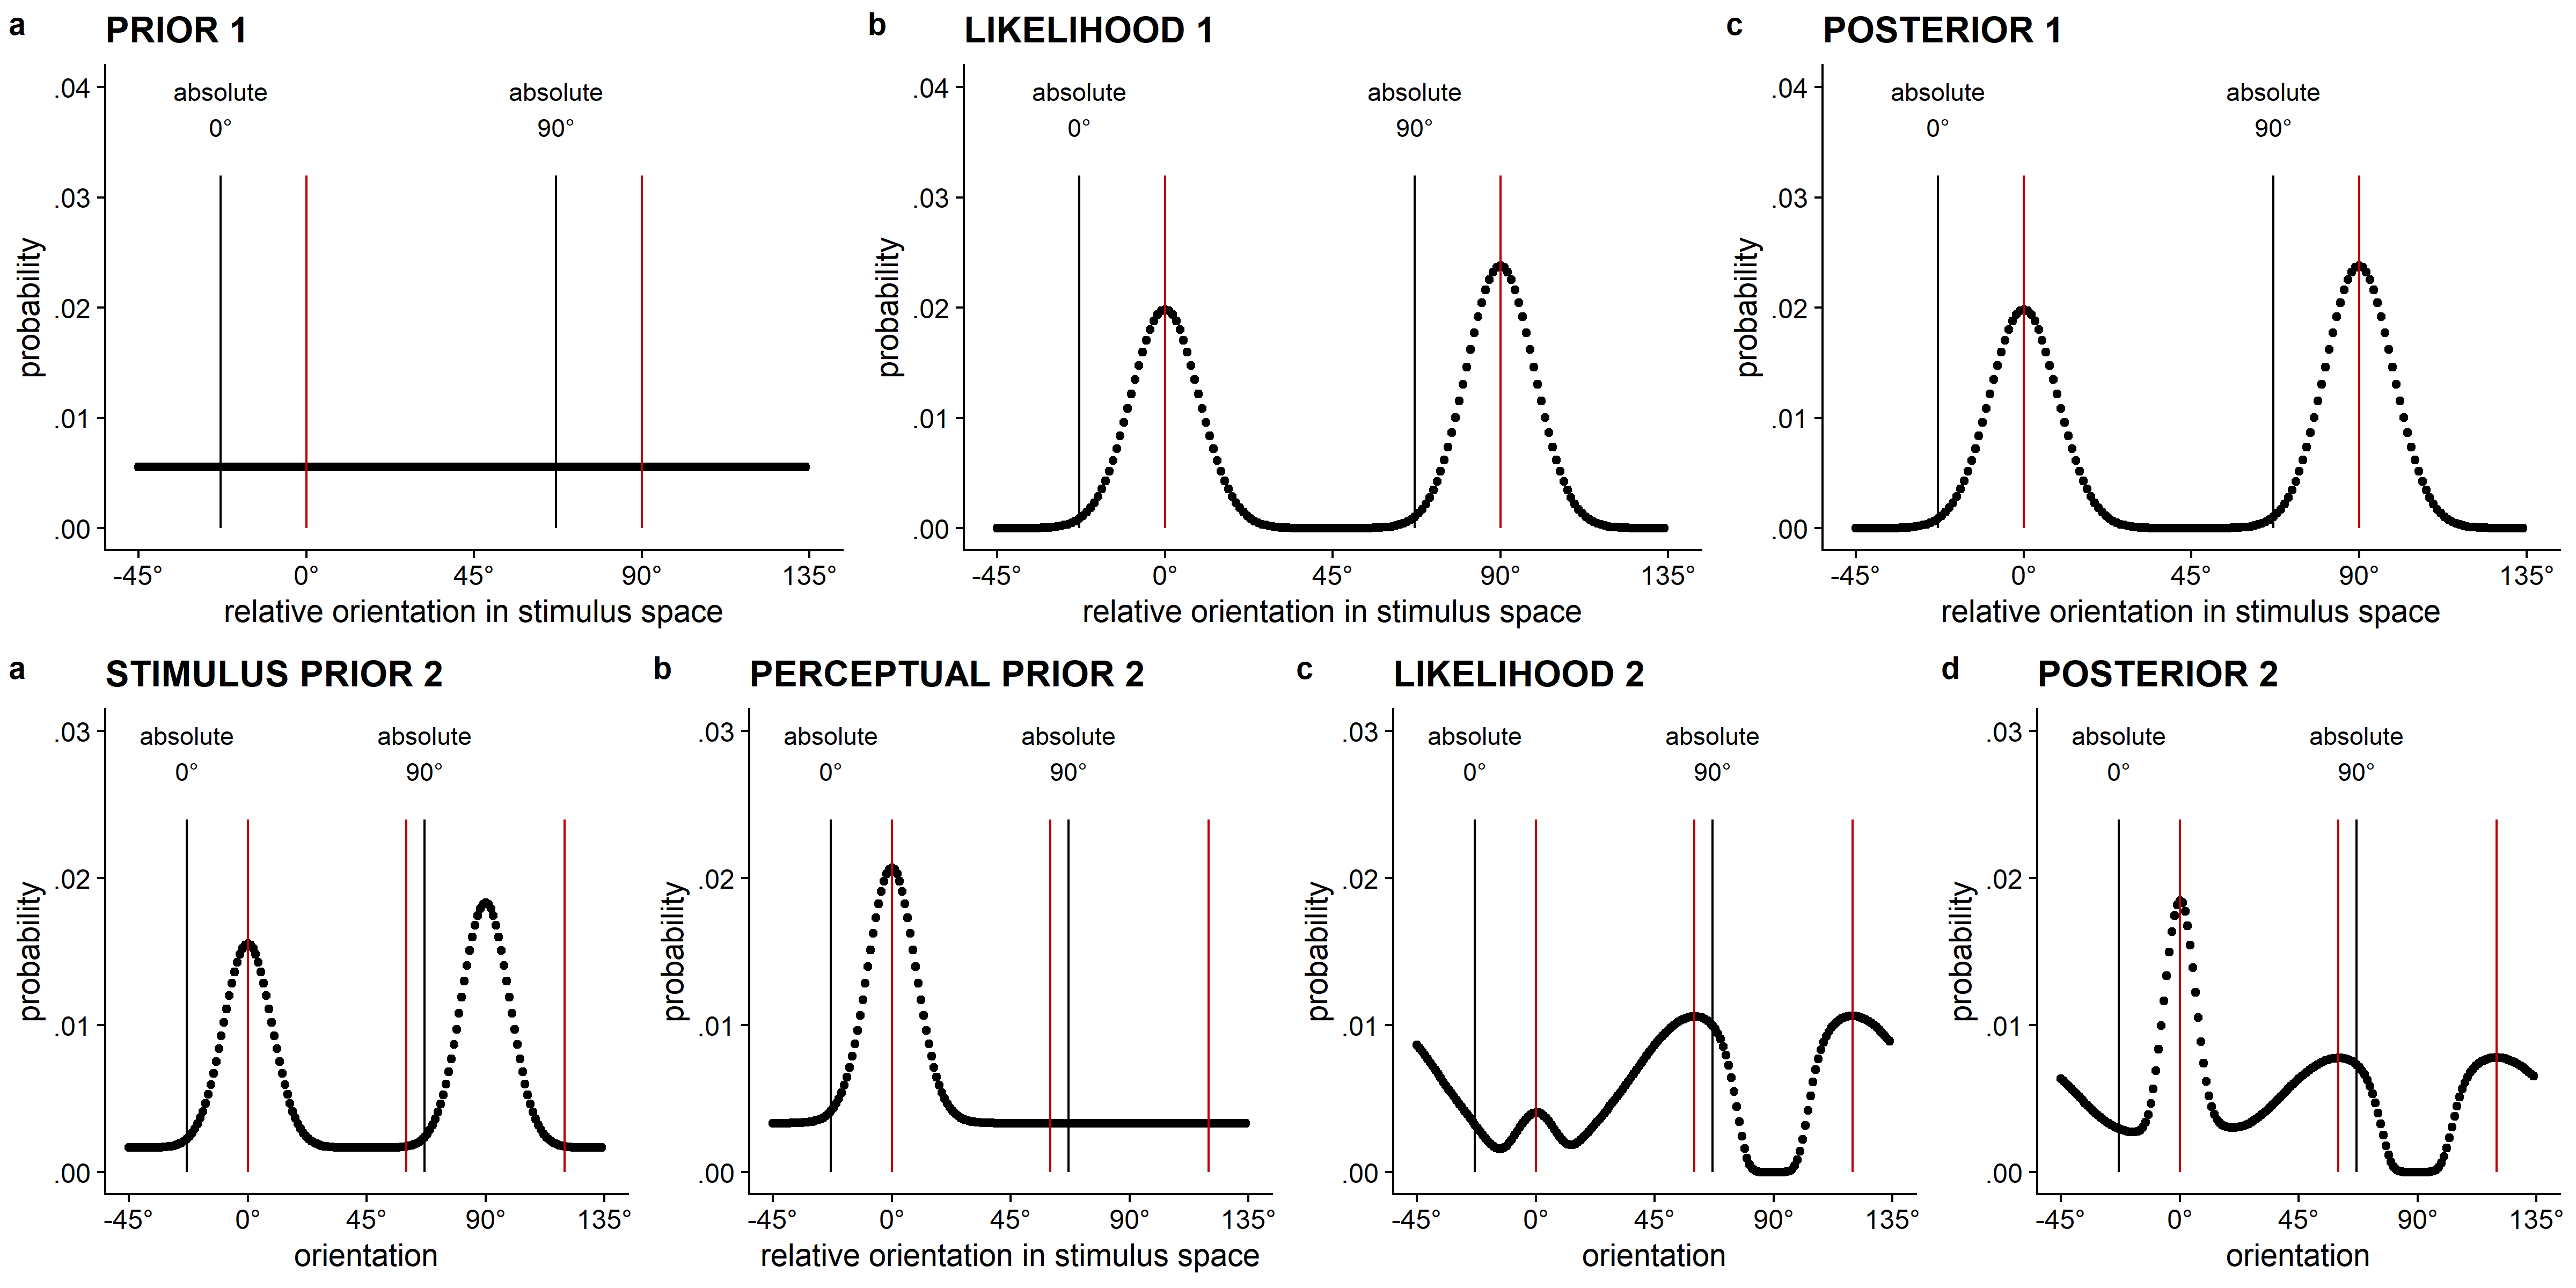 a PRIOR 1
absolute absolute
0° 90°
.04
.03
.02
.01
.00
probability
-45° 0° 45° 90° 135°
relative orientation in stimulus space
b LIKELIHOOD 1
absolute absolute
0° 90°
.04
.03
.02
.01
.00
probability
-45° 0° 45° 90° 135°
relative orientation in stimulus space
c POSTERIOR 1
absolute absolute
0° 90°
.04
.03
.02
.01
.00
probability
-45° 0° 45° 90° 135°
relative orientation in stimulus space
a STIMULUS PRIOR 2
absolute absolute
0° 90°
.03
.02
.01
.00
probability
-45° 0° 45° 90° 135°
orientation
b PERCEPTUAL PRIOR 2
absolute absolute
0° 90°
.03
.02
.01
.00
probability
-45° 0° 45° 90° 135°
relative orientation in stimulus space
c LIKELIHOOD 2
absolute absolute
0° 90°
.03
.02
.01
.00
probability
-45° 0° 45° 90° 135°
orientation
d POSTERIOR 2
absolute absolute
0° 90°
.03
.02
.01
.00
probability
-45° 0° 45° 90° 135°
orientation